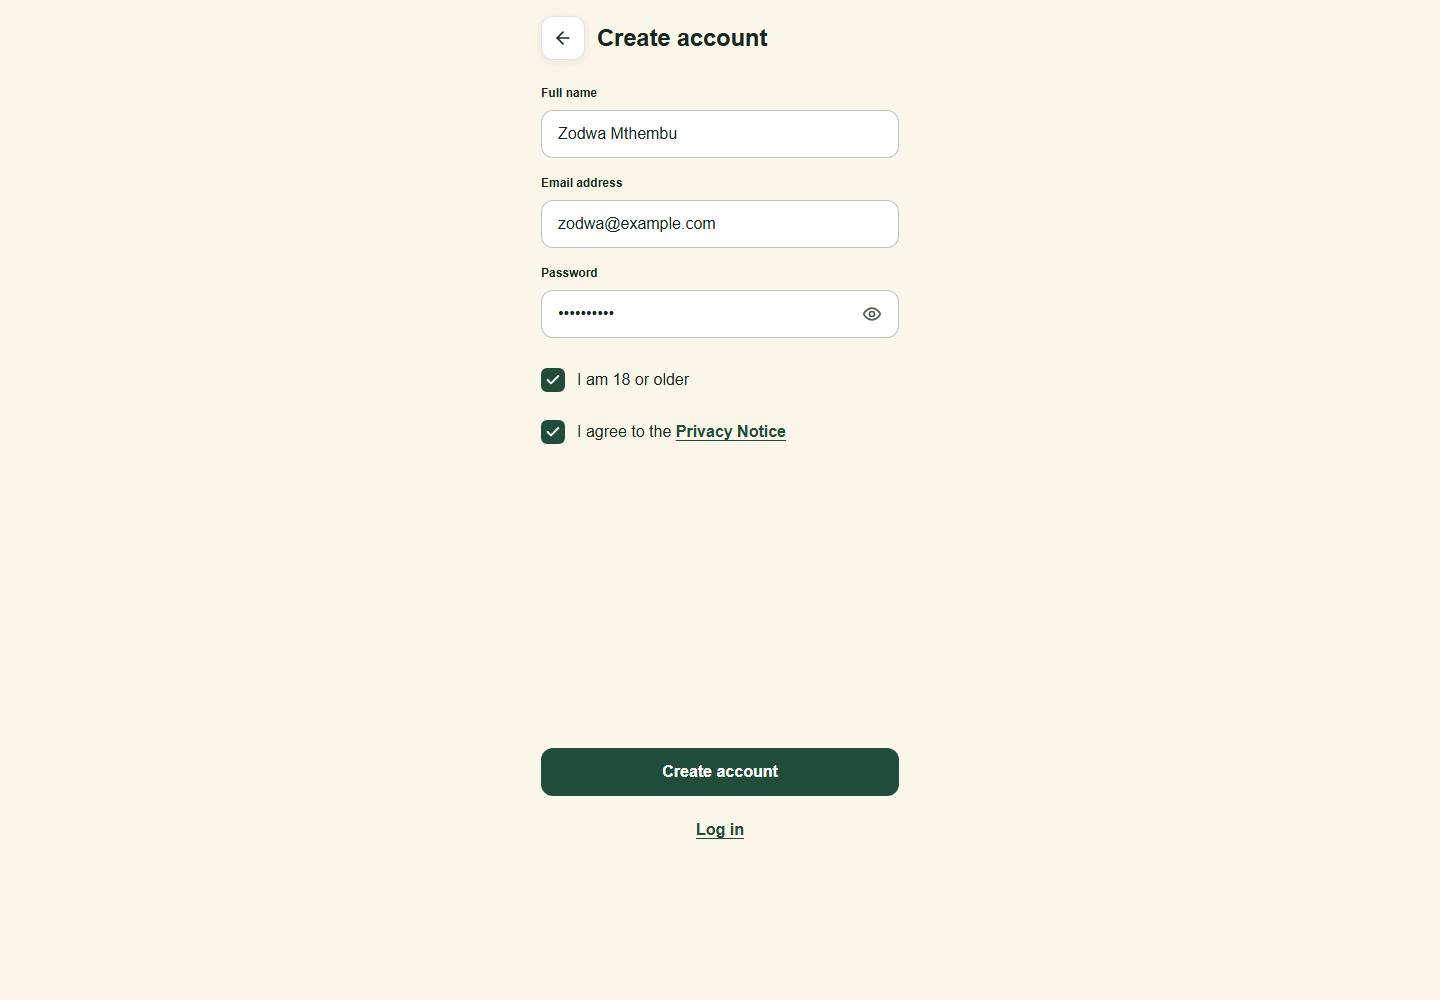 Create account
Full name
Zodwa Mthembu
Email address
zodwa@example.com
Password
••••••••••
I am 18 or older
I agree to the Privacy Notice
Create account
Log in